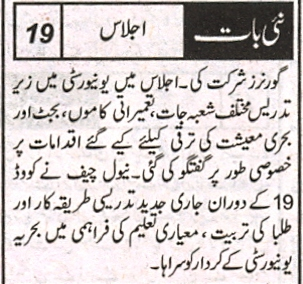 نئی بات
اجلاس
19
گورنرز شرکت کی۔ اجلاس میں یونیورسٹی میں زیر
تدریس مختلف شعبہ جات، تعمیراتی کاموں، بجٹ اور
بحری معیشت کی ترقی کیلئے کیے گئے اقدامات پر
خصوصی طور پر گفتگو کی گئی۔ نیول چیف نے کووڈ
19 کے دوران جاری جدید تدریسی طریقہ کار اور
طلبا کی تربیت ، معیاری تعلیم کی فراہمی میں بحریہ
یونیورسٹی کے کردار کو سراہا۔